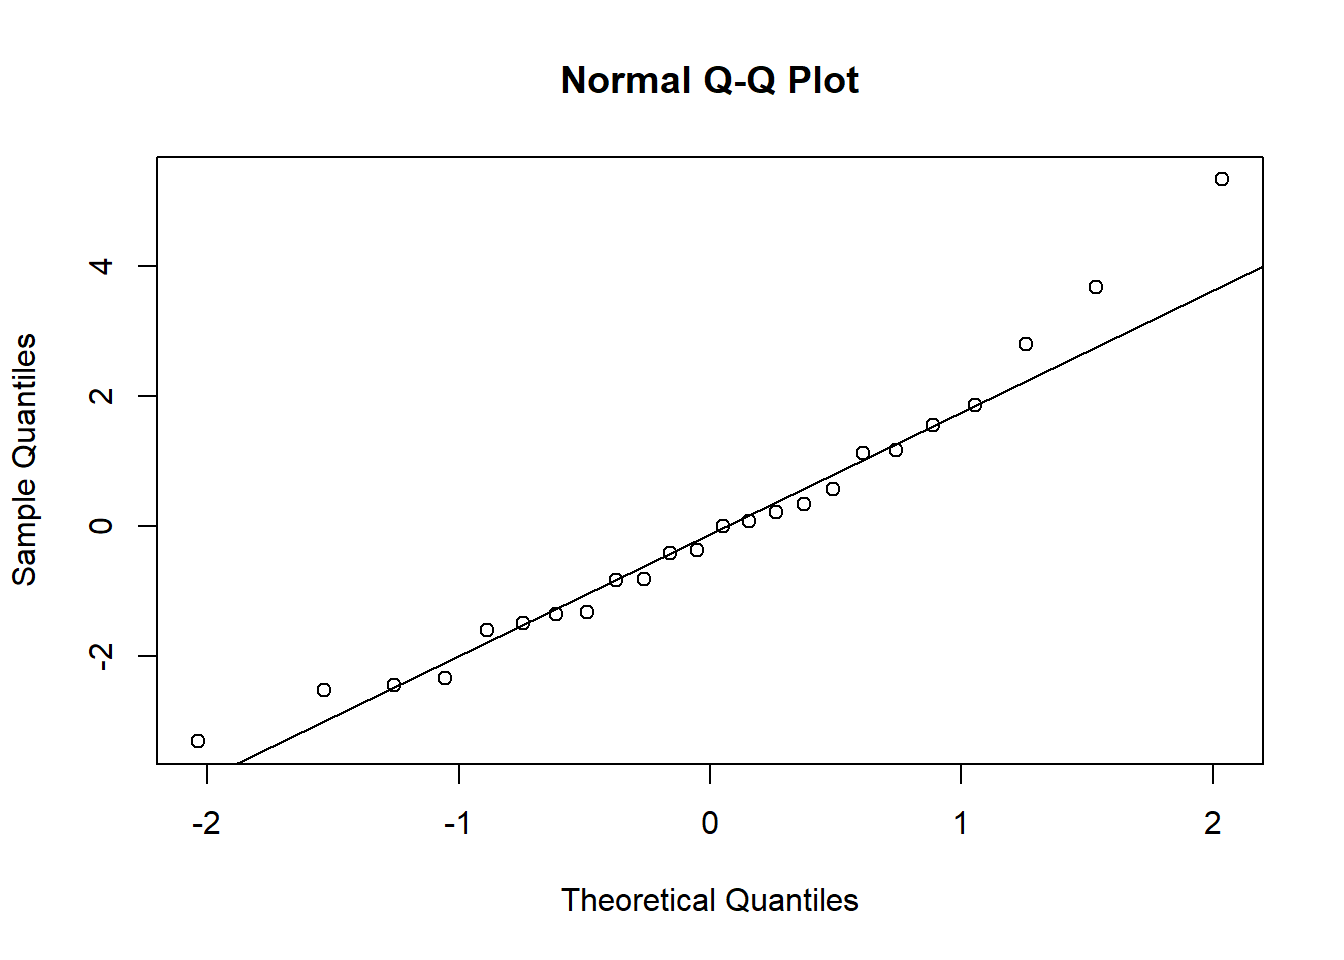 Normal Q-Q Plot
Sample Quantiles
4
2
0
-2
-2 -1 0 1 2
Theoretical Quantiles